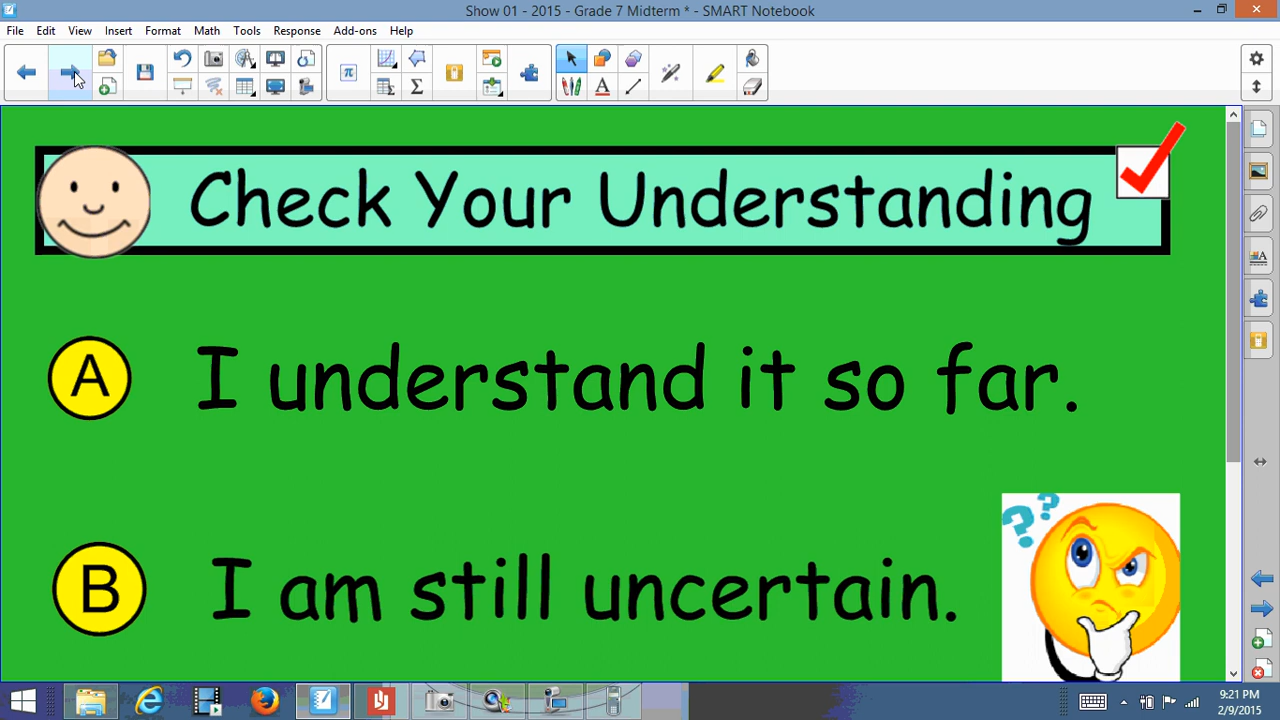 Show 01 - 2015 - Grade 7 Midterm * - SMART Notebook
File Edit View Insert Format Math Tools Response Add-ons Help
Check Your Understanding
A I understand it so far.
B I am still uncertain.
9:21 PM
2/9/2015